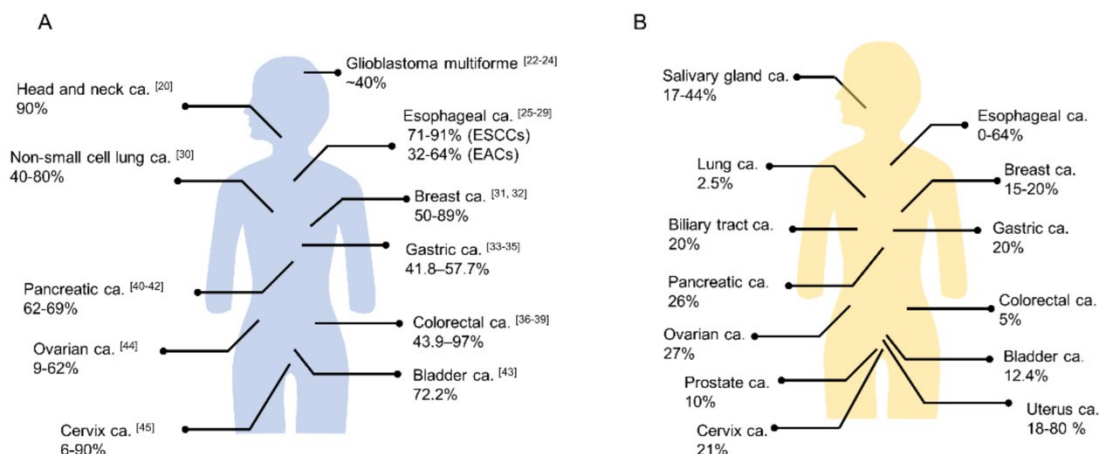 A
Glioblastoma multiforme [22-24]
~40%
Head and neck ca. [20]
90%
Esophageal ca. [25-29]
71-91% (ESCCs)
32-64% (EACs)
Non-small cell lung ca. [30]
40-80%
Breast ca. [31, 32]
50-89%
Gastric ca. [33-35]
41.8–57.7%
Pancreatic ca. [40-42]
62-69%
Colorectal ca. [36-39]
43.9–97%
Ovarian ca. [44]
9-62%
Bladder ca. [43]
72.2%
Cervix ca. [45]
6-90%
B
Salivary gland ca.
17-44%
Esophageal ca.
0-64%
Lung ca.
2.5%
Breast ca.
15-20%
Biliary tract ca.
20%
Gastric ca.
20%
Pancreatic ca.
26%
Colorectal ca.
5%
Ovarian ca.
27%
Bladder ca.
12.4%
Prostate ca.
10%
Uterus ca.
18-80 %
Cervix ca.
21%